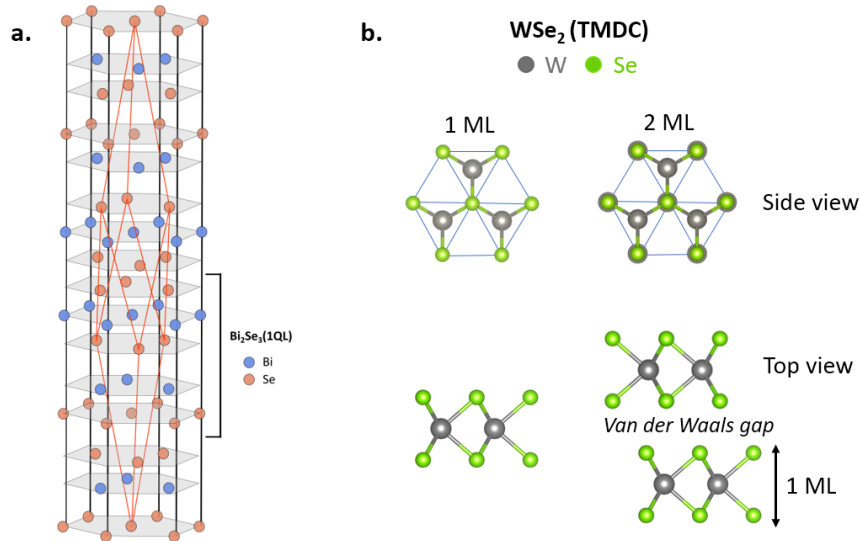 a.
Bi₂Se₃(1QL)
Bi
Se
b.
WSe₂ (TMDC)
W Se
1 ML 2 ML
Side view
Top view
Van der Waals gap
1 ML